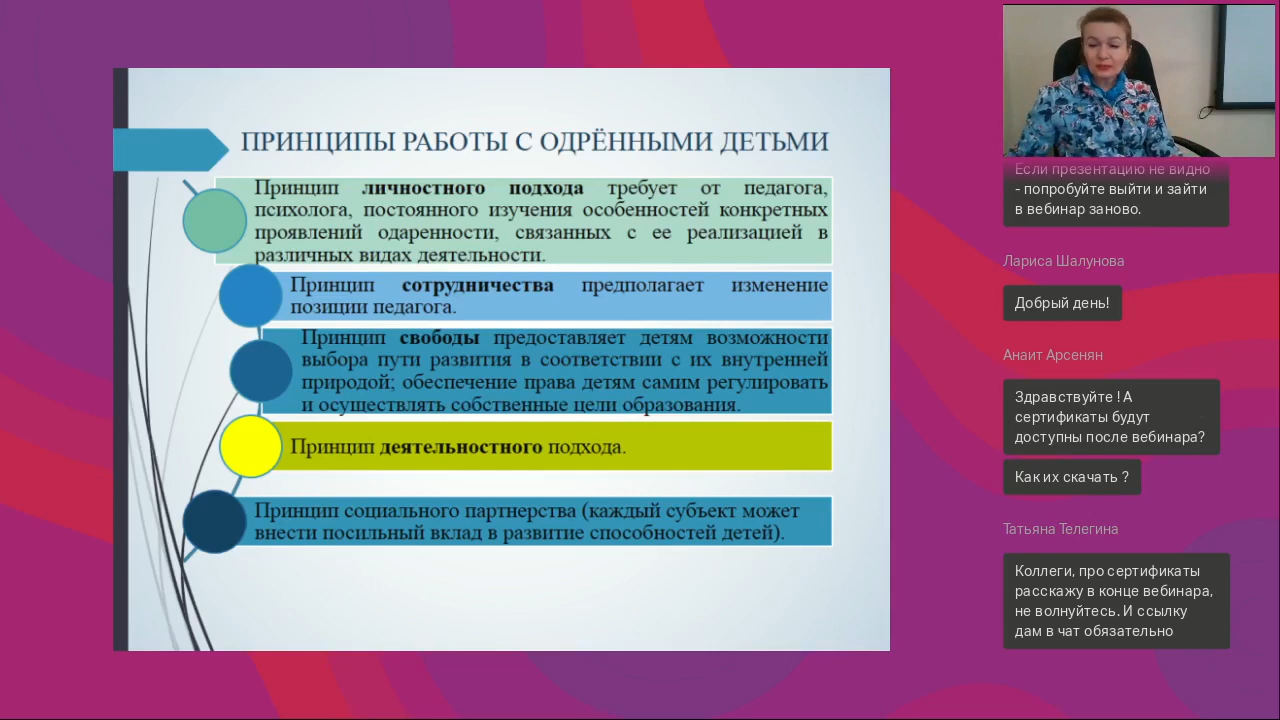 ПРИНЦИПЫ РАБОТЫ С ОДРЁННЫМИ ДЕТЬМИ
Принцип личностного подхода требует от педагога,
психолога, постоянного изучения особенностей конкретных
проявлений одаренности, связанных с ее реализацией в
различных видах деятельности.
Принцип сотрудничества предполагает изменение
позиции педагога.
Принцип свободы предоставляет детям возможности
выбора пути развития в соответствии с их внутренней
природой; обеспечение права детям самим регулировать
и осуществлять собственные цели образования.
Принцип деятельностного подхода.
Принцип социального партнерства (каждый субъект может
внести посильный вклад в развитие способностей детей).
Если презентацию не видно
- попробуйте выйти и зайти
в вебинар заново.
Лариса Шалунова
Добрый день!
Анаит Арсенян
Здравствуйте ! А
сертификаты будут
доступны после вебинара?
Как их скачать ?
Татьяна Телегина
Коллеги, про сертификаты
расскажу в конце вебинара,
не волнуйтесь. И ссылку
дам в чат обязательно